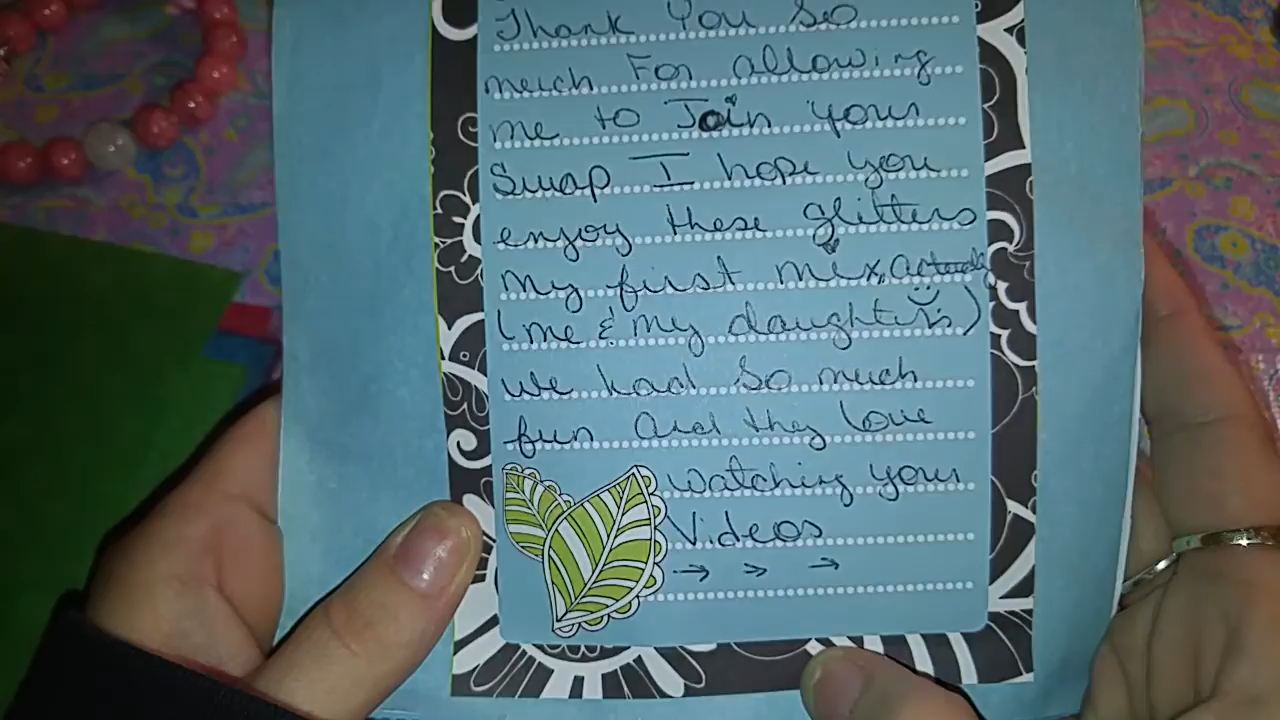 Thank You So
much For allowing
me to Join your
Swap I hope you
enjoy these glitters
My first mix, actually
(me & my daughters)
we had so much
fun and they love
watching your
Videos
→ > →